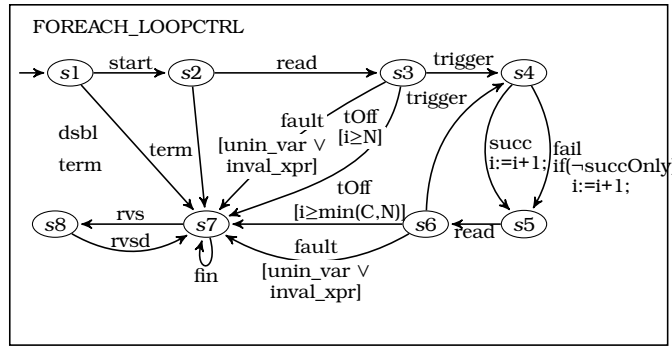 FOREACH_LOOPCTRL
s1
start
s2
read
s3
trigger
s4
trigger
dsbl
term
term
fault
[unin_var ∨
inval_xpr]
tOff
[i≥N]
succ
i:=i+1;
fail
if(¬succOnly
i:=i+1;
s8
rvs
rvsd
s7
fin
tOff
[i≥min(C,N)]
s6
read
s5
fault
[unin_var ∨
inval_xpr]